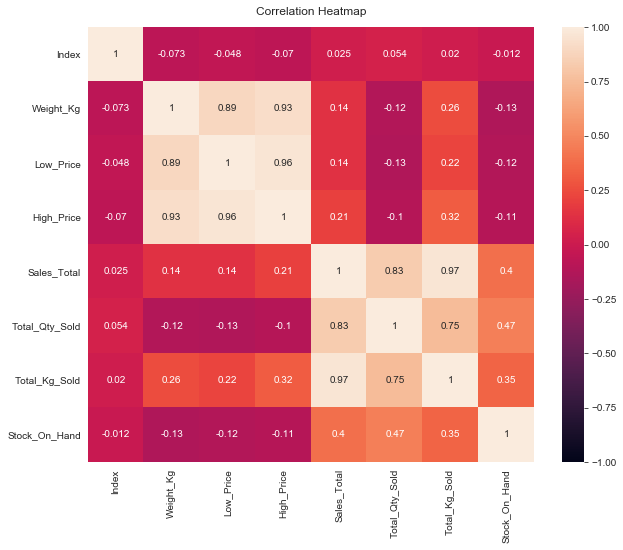 Correlation Heatmap
Index 1 -0.073 -0.048 -0.07 0.025 0.054 0.02 -0.012
Weight_Kg -0.073 1 0.89 0.93 0.14 -0.12 0.26 -0.13
Low_Price -0.048 0.89 1 0.96 0.14 -0.13 0.22 -0.12
High_Price -0.07 0.93 0.96 1 0.21 -0.1 0.32 -0.11
Sales_Total 0.025 0.14 0.14 0.21 1 0.83 0.97 0.4
Total_Qty_Sold 0.054 -0.12 -0.13 -0.1 0.83 1 0.75 0.47
Total_Kg_Sold 0.02 0.26 0.22 0.32 0.97 0.75 1 0.35
Stock_On_Hand -0.012 -0.13 -0.12 -0.11 0.4 0.47 0.35 1
Index
Weight_Kg
Low_Price
High_Price
Sales_Total
Total_Qty_Sold
Total_Kg_Sold
Stock_On_Hand
1.00
0.75
0.50
0.25
0.00
−0.25
−0.50
−0.75
−1.00